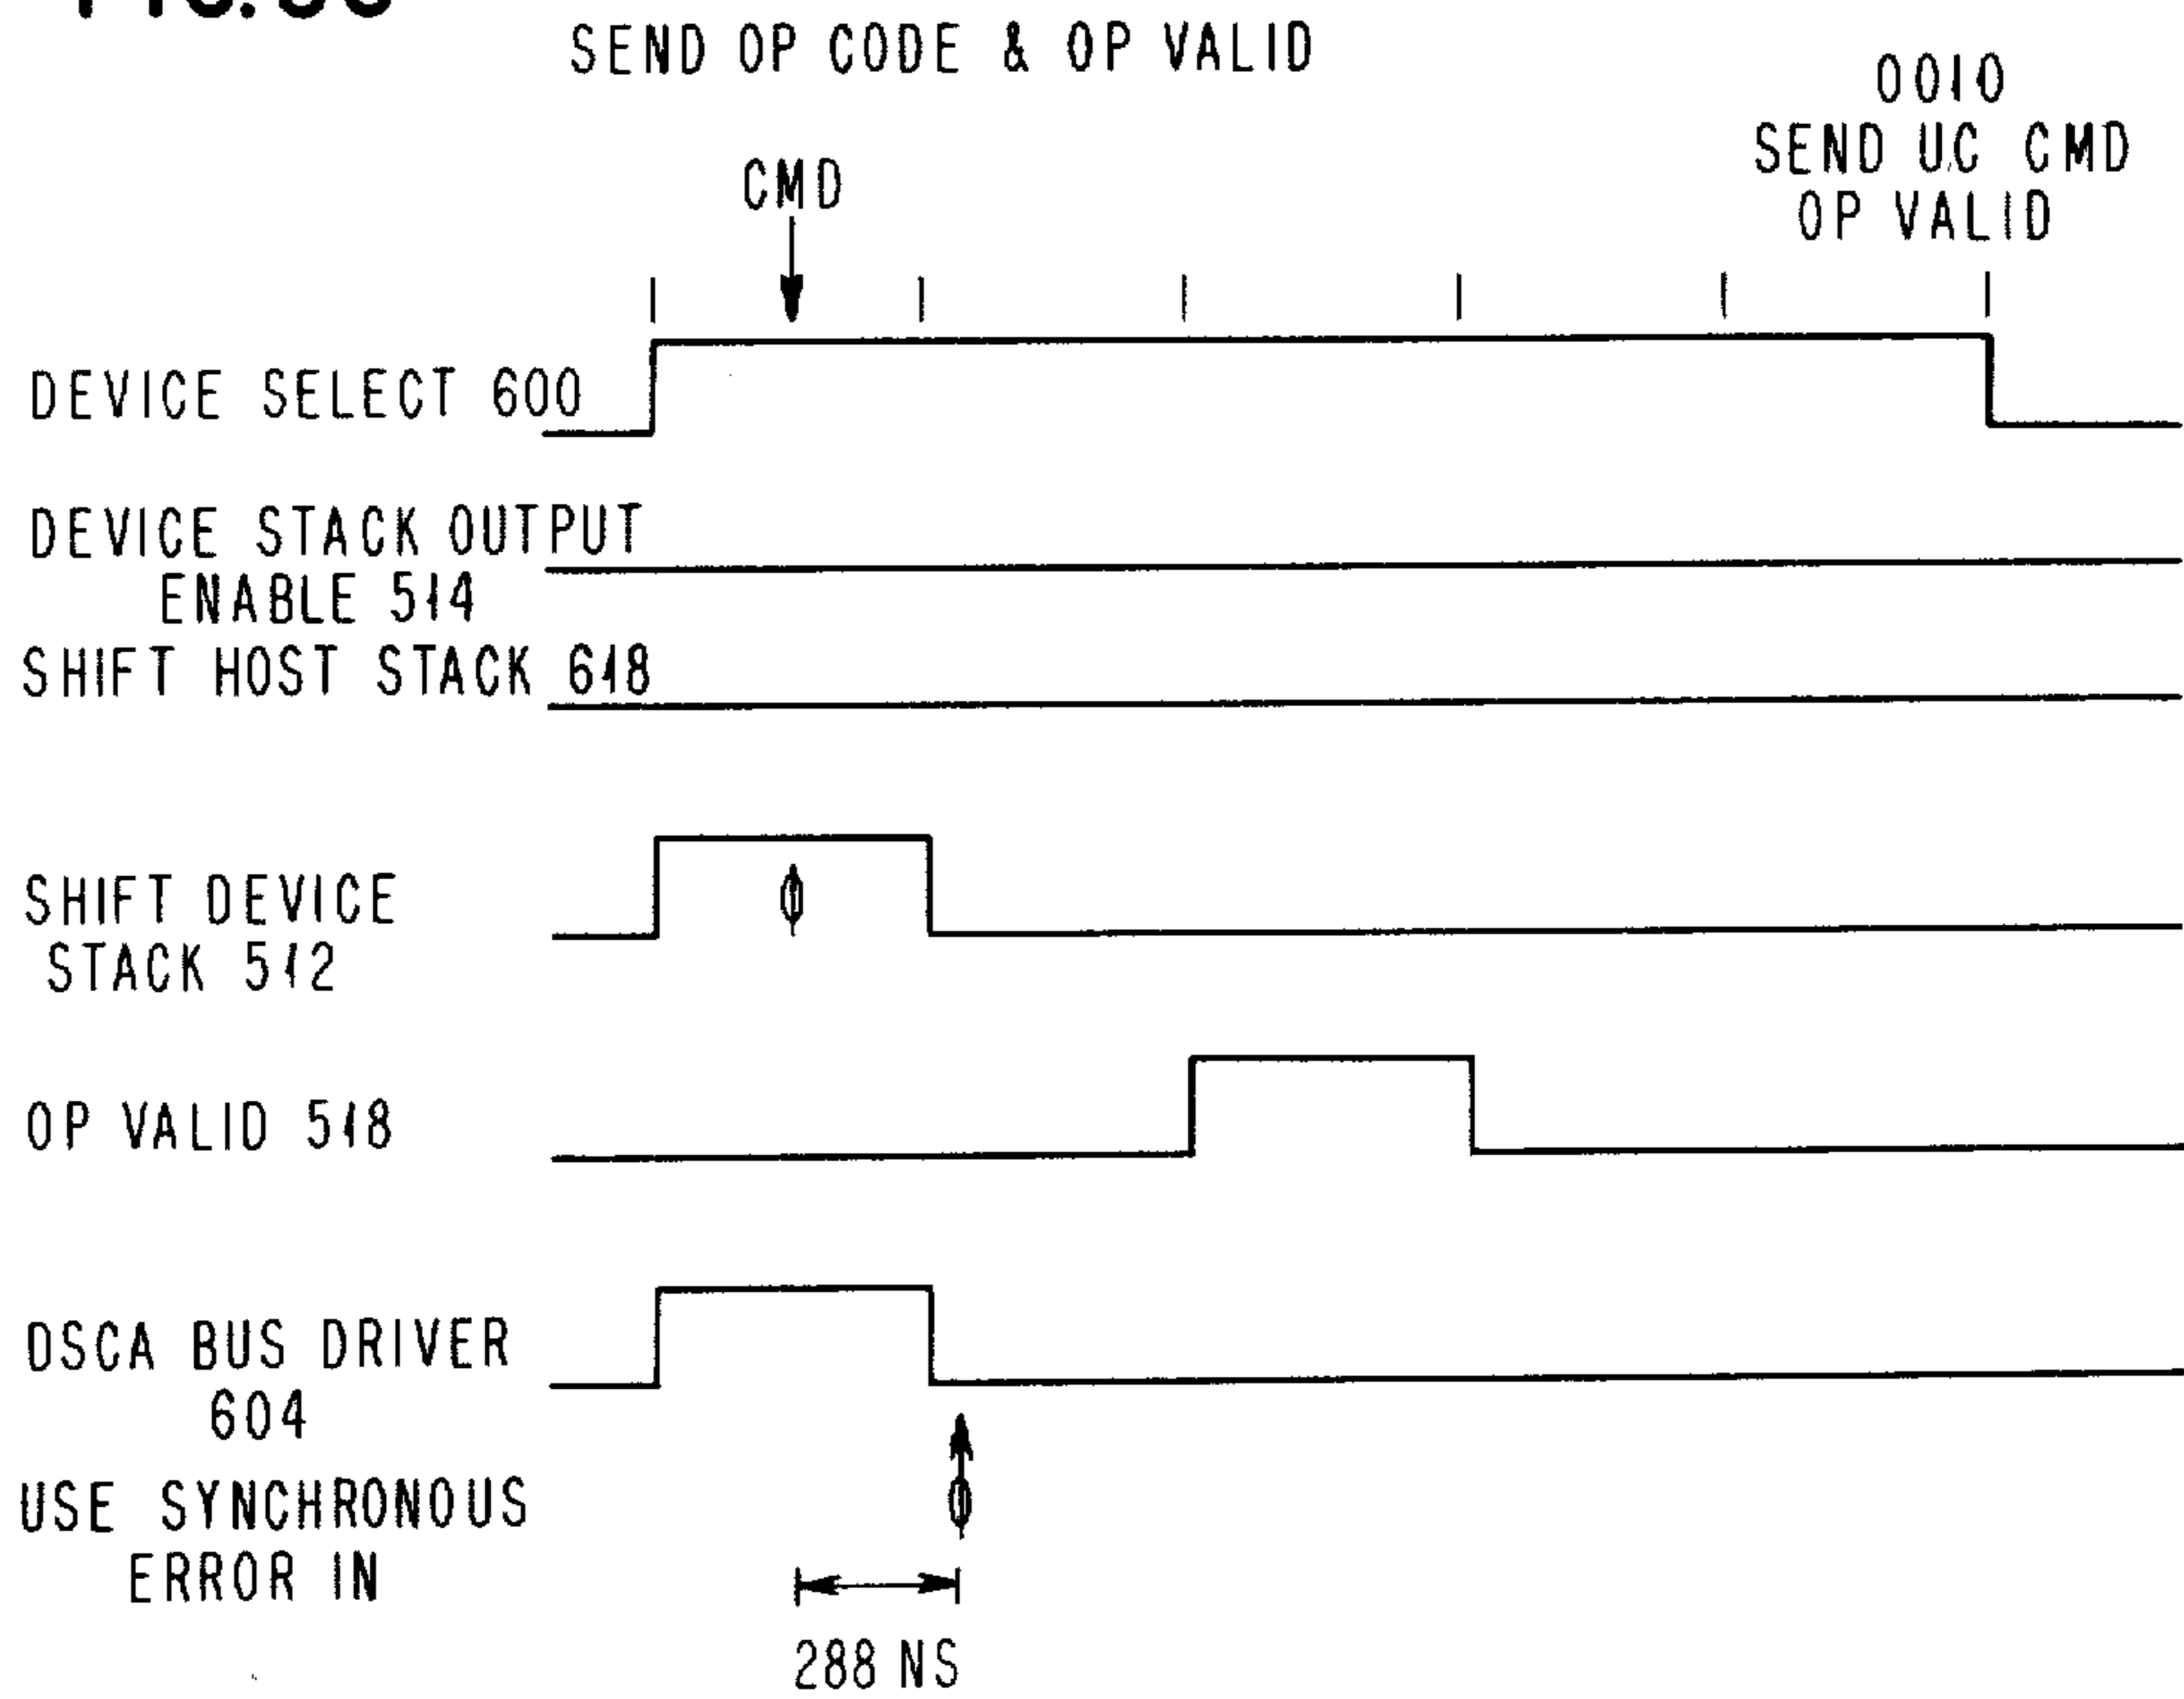 SEND OP CODE & OP VALID
0010
SEND UC CMD
OP VALID
CMD
DEVICE SELECT 600
DEVICE STACK OUTPUT
ENABLE 514
SHIFT HOST STACK 618
SHIFT DEVICE
STACK 512
0
OP VALID 518
DSCA BUS DRIVER
604
0
USE SYNCHRONOUS
ERROR IN
288 NS